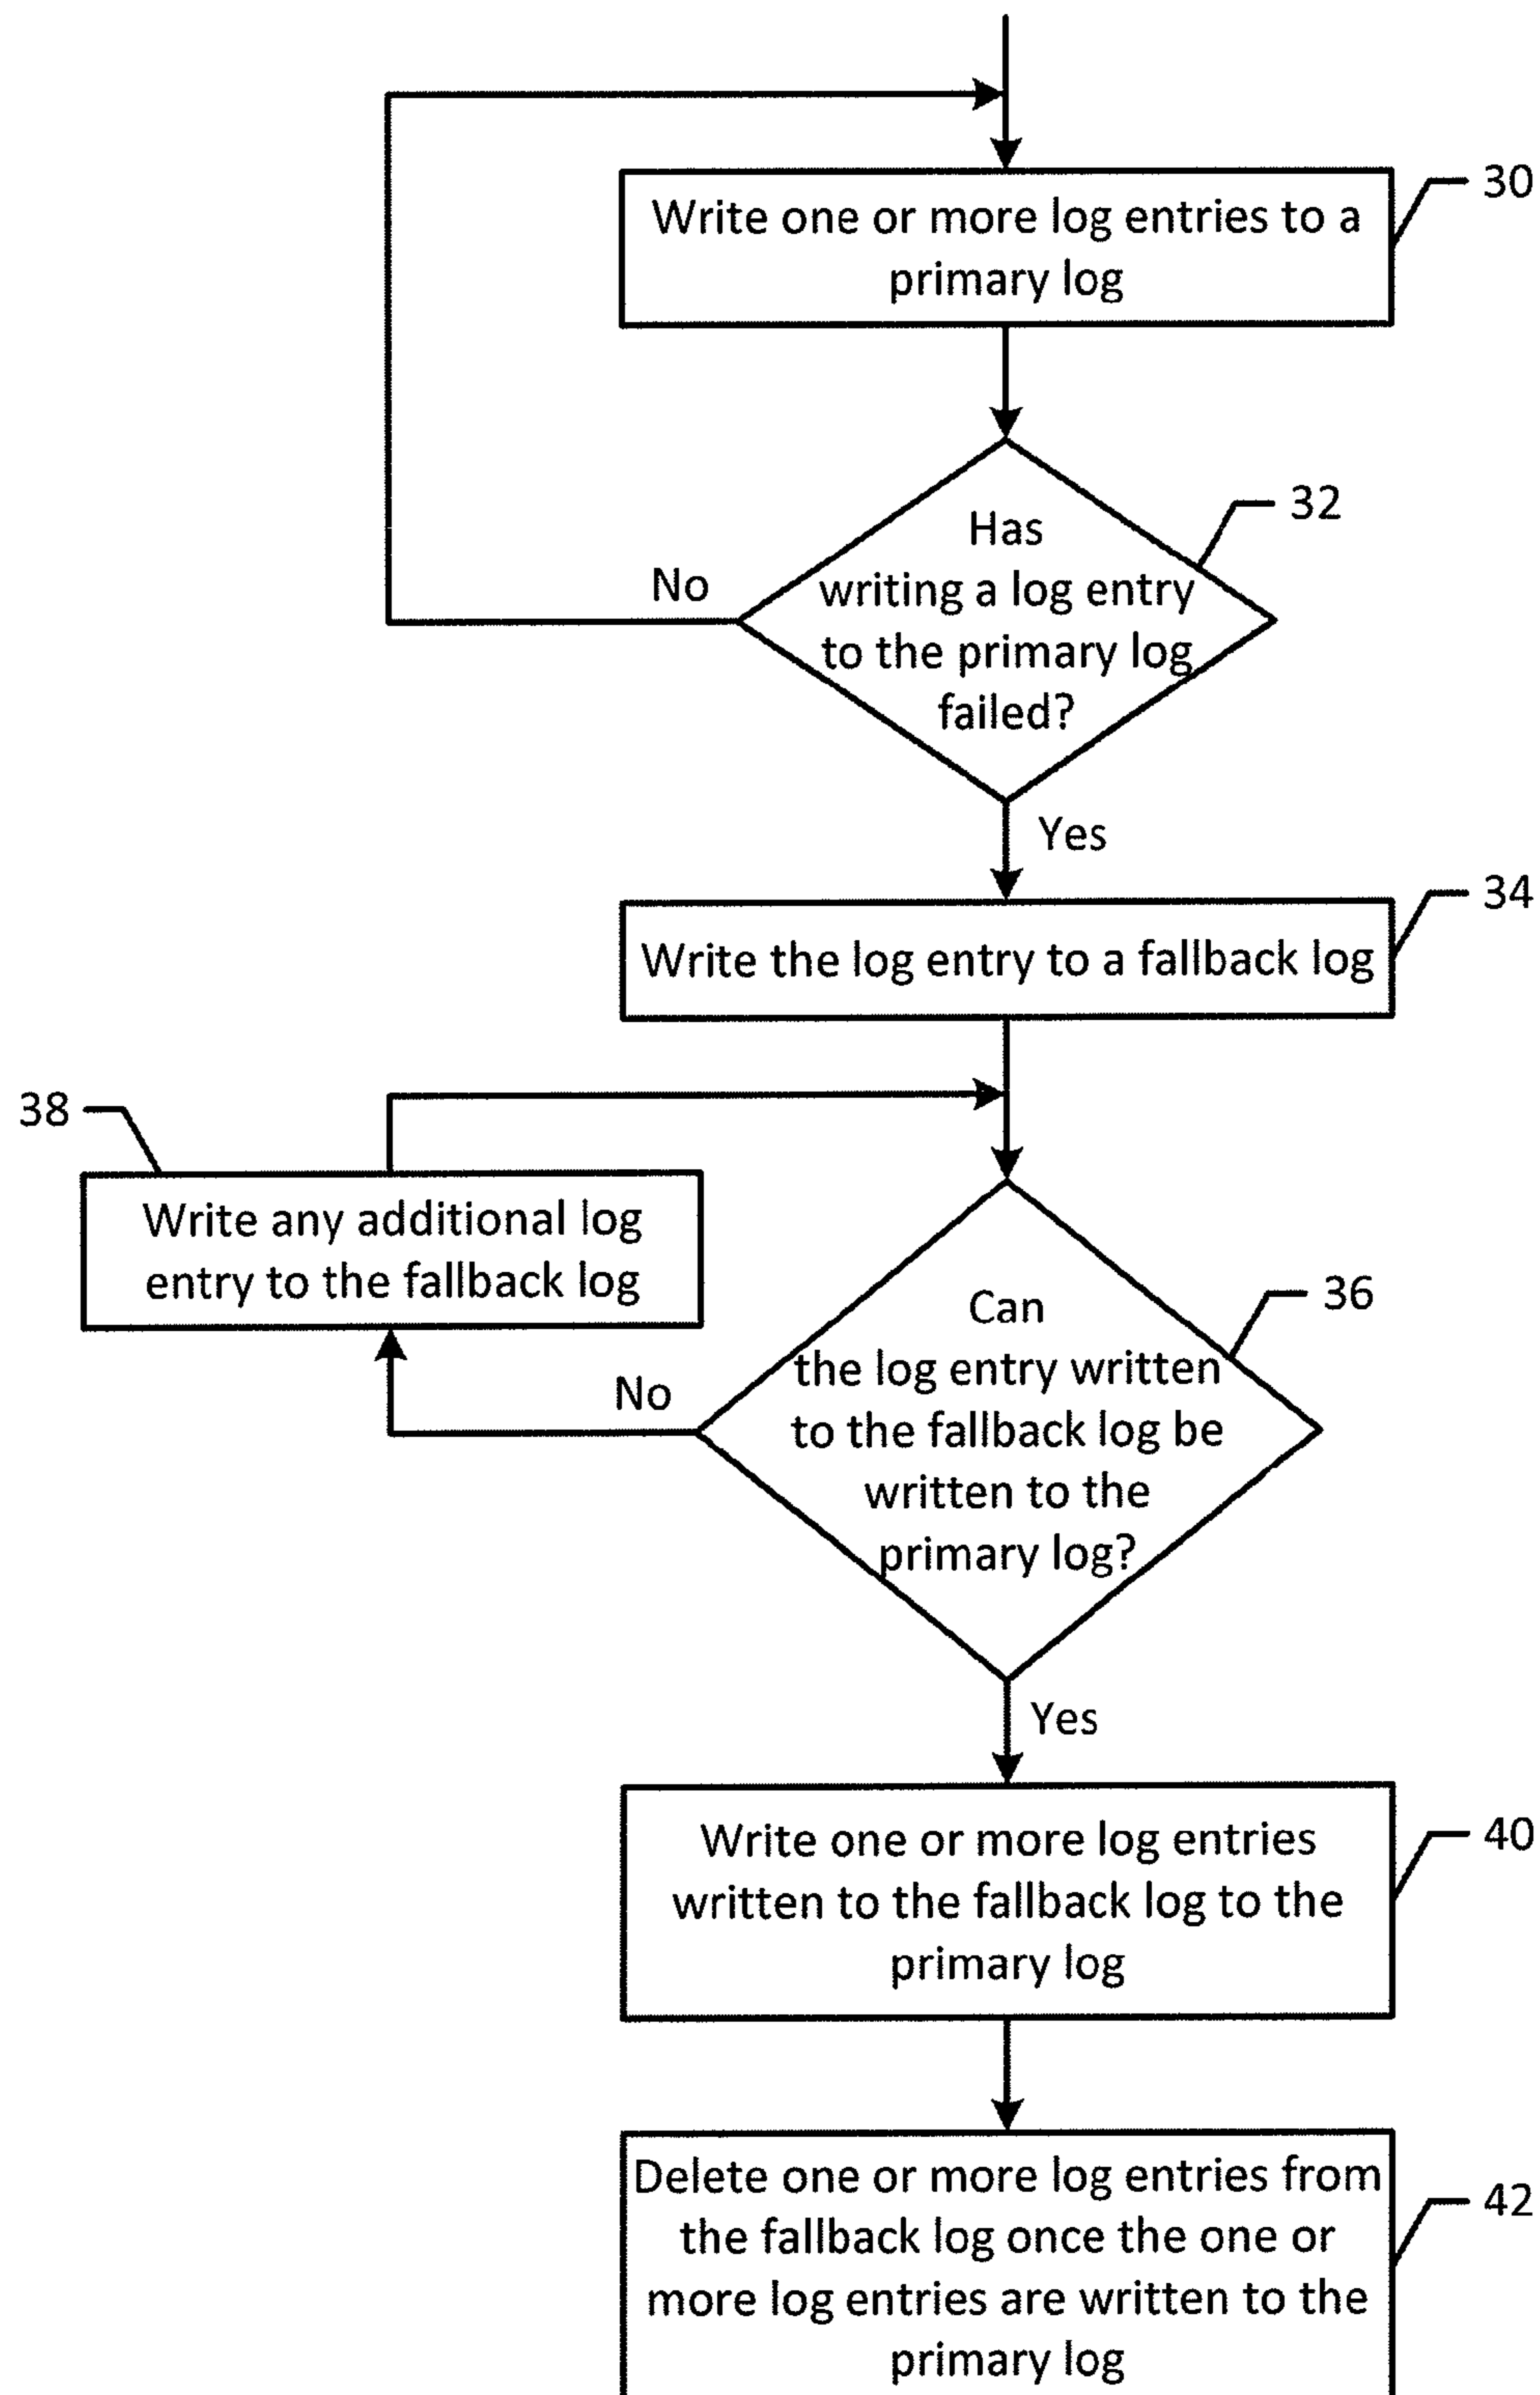 30
Write one or more log entries to a
primary log
32
Has
writing a log entry
to the primary log
failed?
No
Yes
34
Write the log entry to a fallback log
38
Write any additional log
entry to the fallback log
36
Can
the log entry written
to the fallback log be
written to the
primary log?
No
Yes
40
Write one or more log entries
written to the fallback log to the
primary log
42
Delete one or more log entries from
the fallback log once the one or
more log entries are written to the
primary log